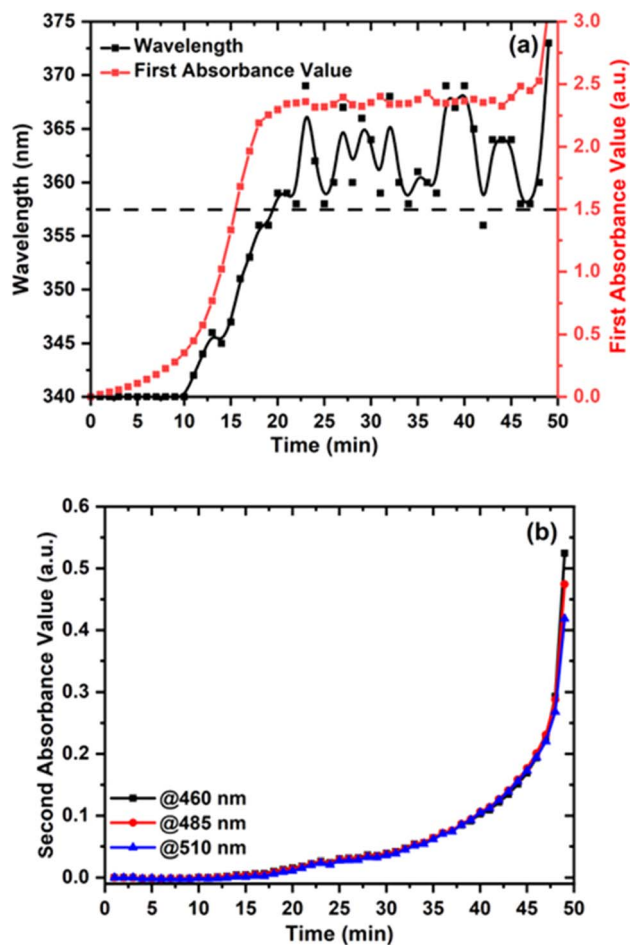 375
370
365
360
355
350
345
340
Wavelength (nm)
Wavelength
First Absorbance Value
(a)
3.0
2.5
2.0
1.5
1.0
0.5
0.0
First Absorbance Value (a.u.)
0 5 10 15 20 25 30 35 40 45 50
Time (min)
0.6
0.5
0.4
0.3
0.2
0.1
0.0
Second Absorbance Value (a.u.)
(b)
@460 nm
@485 nm
@510 nm
0 5 10 15 20 25 30 35 40 45 50
Time (min)